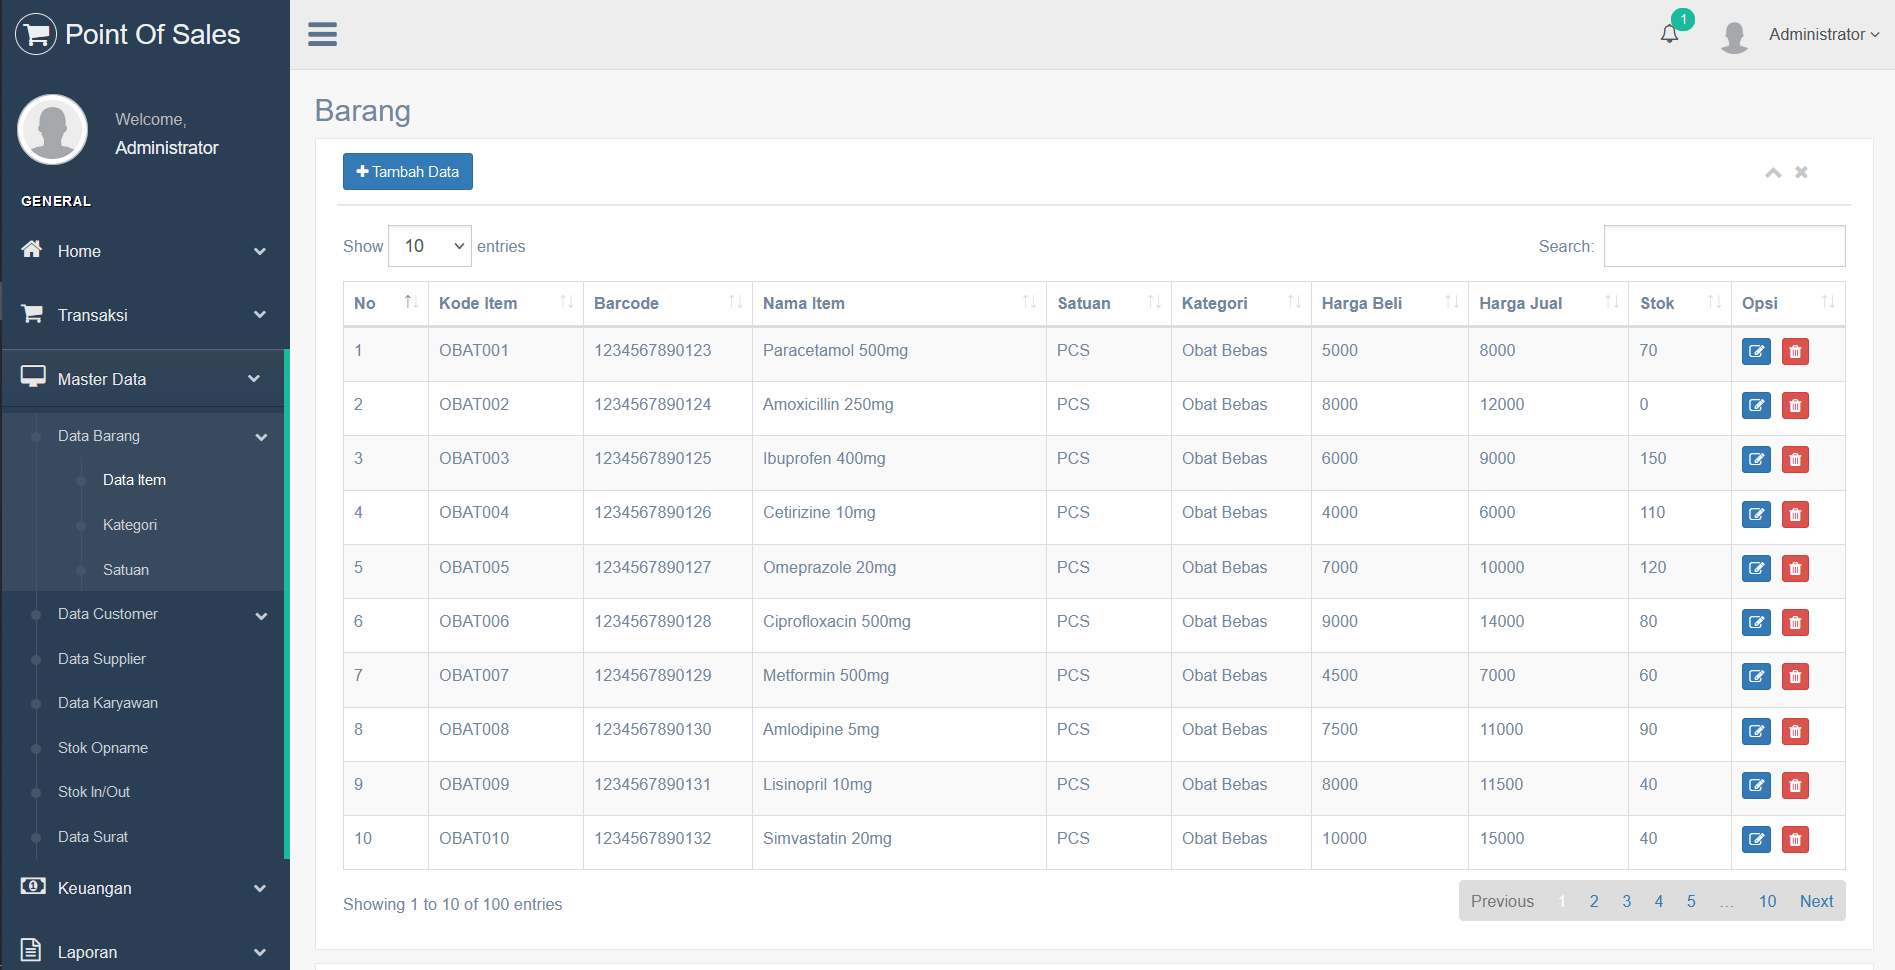 Point Of Sales
1
Administrator
Welcome,
Administrator
GENERAL
Home
Transaksi
Master Data
Data Barang
Data Item
Kategori
Satuan
Data Customer
Data Supplier
Data Karyawan
Stok Opname
Stok In/Out
Data Surat
Keuangan
Laporan
Barang
Tambah Data
Show 10 entries
Search:
No Kode Item Barcode Nama Item Satuan Kategori Harga Beli Harga Jual Stok Opsi
1 OBAT001 1234567890123 Paracetamol 500mg PCS Obat Bebas 5000 8000 70
2 OBAT002 1234567890124 Amoxicillin 250mg PCS Obat Bebas 8000 12000 0
3 OBAT003 1234567890125 Ibuprofen 400mg PCS Obat Bebas 6000 9000 150
4 OBAT004 1234567890126 Cetirizine 10mg PCS Obat Bebas 4000 6000 110
5 OBAT005 1234567890127 Omeprazole 20mg PCS Obat Bebas 7000 10000 120
6 OBAT006 1234567890128 Ciprofloxacin 500mg PCS Obat Bebas 9000 14000 80
7 OBAT007 1234567890129 Metformin 500mg PCS Obat Bebas 4500 7000 60
8 OBAT008 1234567890130 Amlodipine 5mg PCS Obat Bebas 7500 11000 90
9 OBAT009 1234567890131 Lisinopril 10mg PCS Obat Bebas 8000 11500 40
10 OBAT010 1234567890132 Simvastatin 20mg PCS Obat Bebas 10000 15000 40
Showing 1 to 10 of 100 entries
Previous 1 2 3 4 5 ... 10 Next